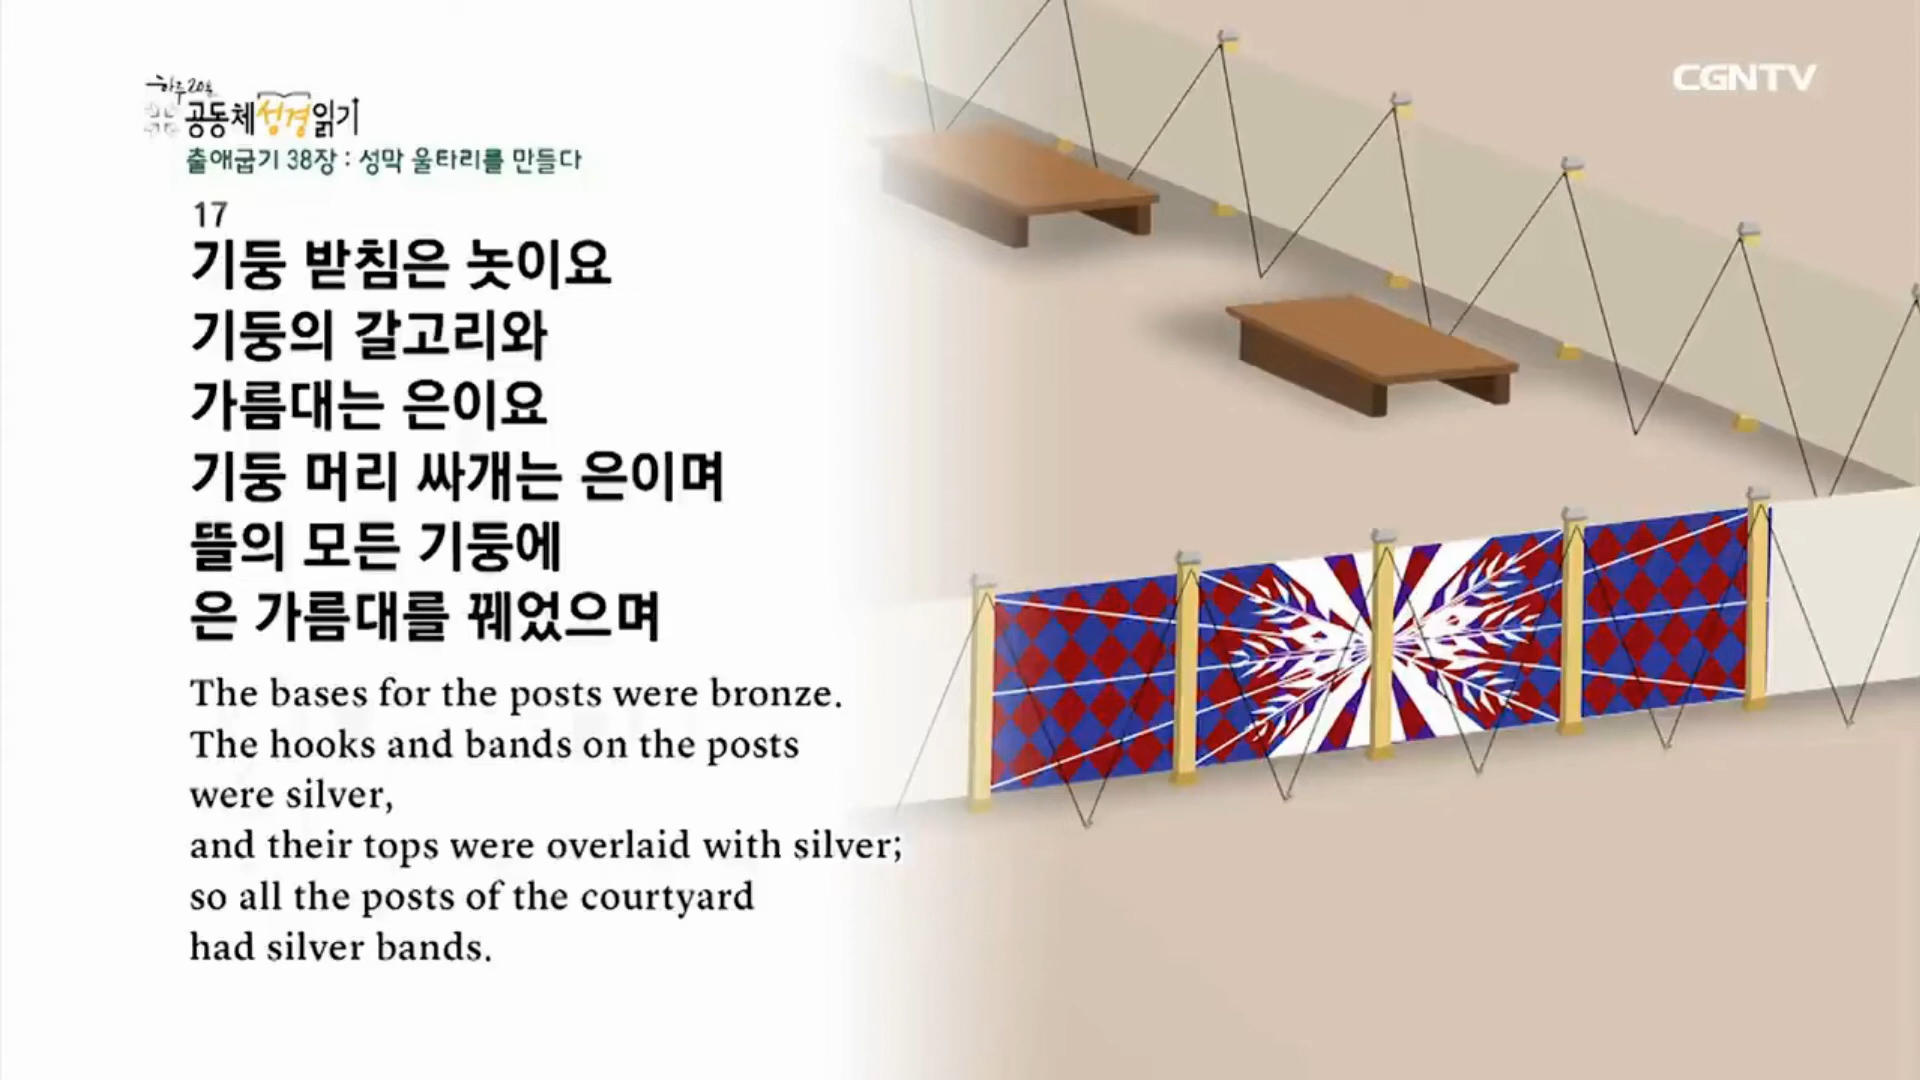 하루 20분
공동체성경읽기
CGNTV
출애굽기 38장 : 성막 울타리를 만들다
17
기둥 받침은 놋이요
기둥의 갈고리와
가름대는 은이요
기둥 머리 싸개는 은이며
뜰의 모든 기둥에
은 가름대를 꿰었으며
The bases for the posts were bronze.
The hooks and bands on the posts
were silver,
and their tops were overlaid with silver;
so all the posts of the courtyard
had silver bands.